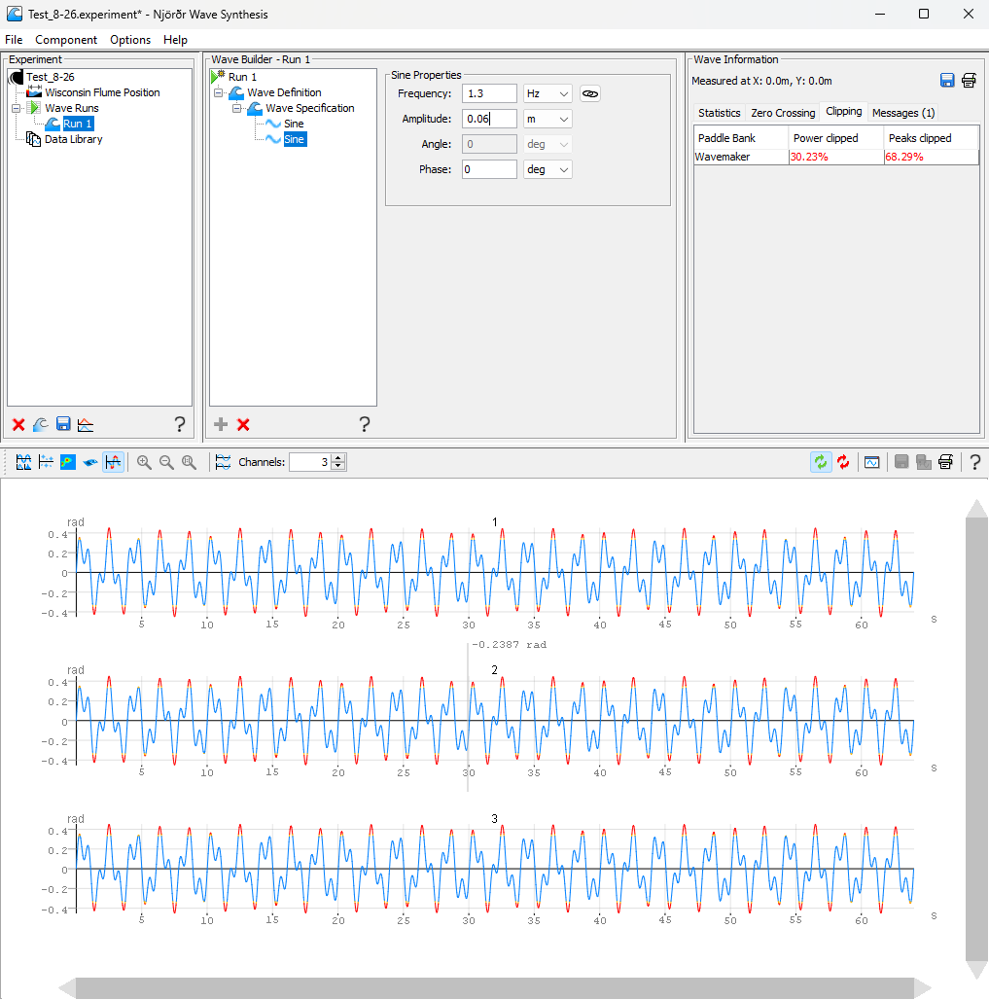 Test_8-26.experiment* - Njörðr Wave Synthesis
File Component Options Help
Experiment
Test_8-26
Wisconsin Flume Position
Wave Runs
Run 1
Data Library
?
Wave Builder - Run 1
Run 1
Wave Definition
Wave Specification
Sine
Sine
?
Sine Properties
Frequency: 1.3 Hz
Amplitude: 0.06 m
Angle: 0 deg
Phase: 0 deg
Wave Information
Measured at X: 0.0m, Y: 0.0m
Statistics Zero Crossing Clipping Messages (1)
Paddle Bank Power clipped Peaks clipped
Wavemaker 30.23% 68.29%
Channels: 3
?
rad
1
0.4
0.2
0
-0.2
-0.4
5 10 15 20 25 30 35 40 45 50 55 60 s
-0.2387 rad
rad
2
0.4
0.2
0
-0.2
-0.4
5 10 15 20 25 30 35 40 45 50 55 60 s
rad
3
0.4
0.2
0
-0.2
-0.4
5 10 15 20 25 30 35 40 45 50 55 60 s